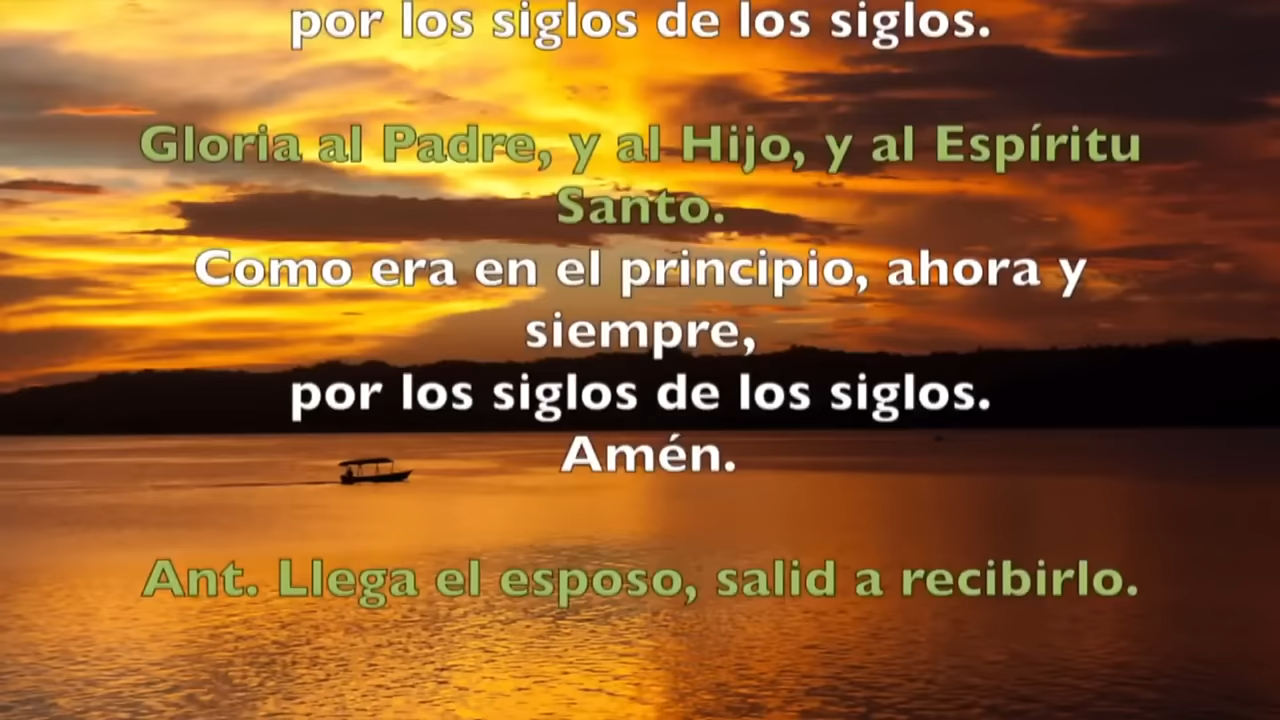 por los siglos de los siglos.
Gloria al Padre, y al Hijo, y al Espíritu
Santo.
Como era en el principio, ahora y
siempre,
por los siglos de los siglos.
Amén.
Ant. Llega el esposo, salid a recibirlo.